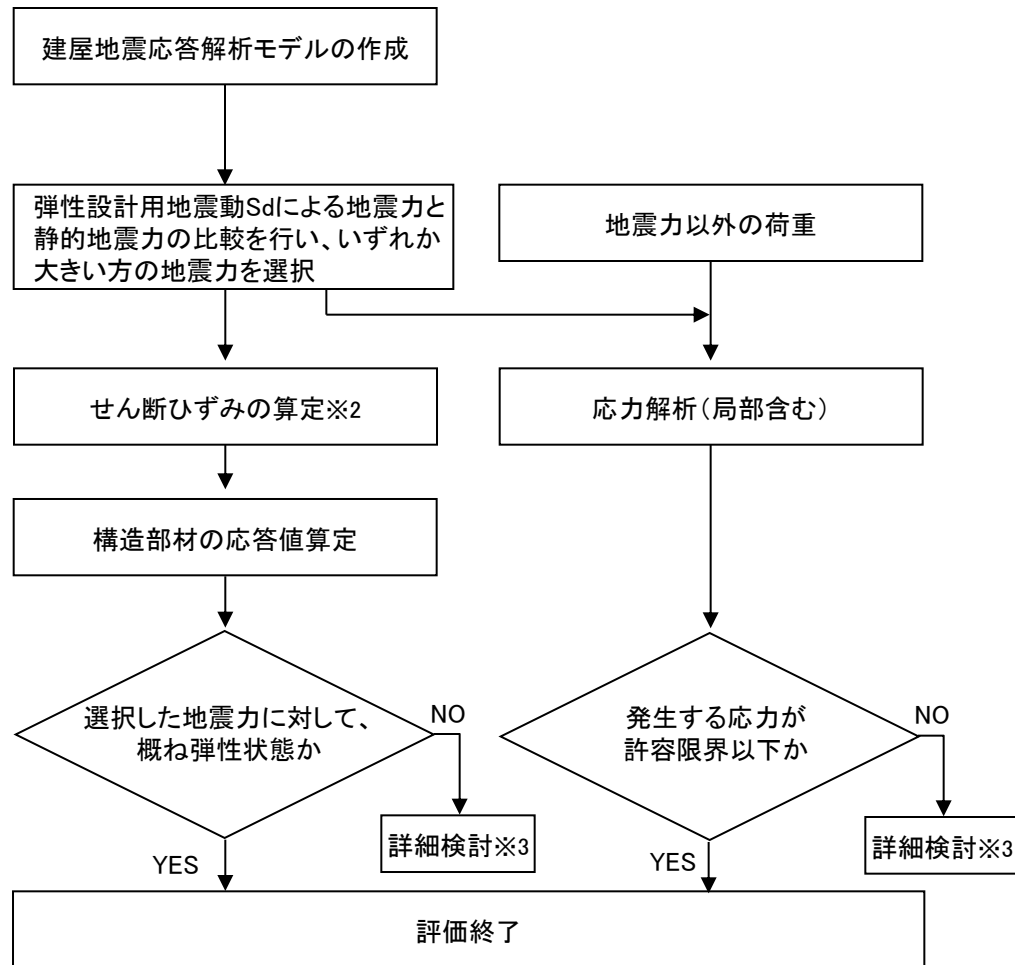 建屋地震応答解析モデルの作成
弾性設計用地震動Sdによる地震力と
静的地震力の比較を行い、いずれか
大きい方の地震力を選択
地震力以外の荷重
せん断ひずみの算定※2
応力解析(局部含む)
構造部材の応答値算定
選択した地震力に対して、
概ね弾性状態か
NO
発生する応力が
許容限界以下か
NO
詳細検討※3
詳細検討※3
YES
YES
評価終了